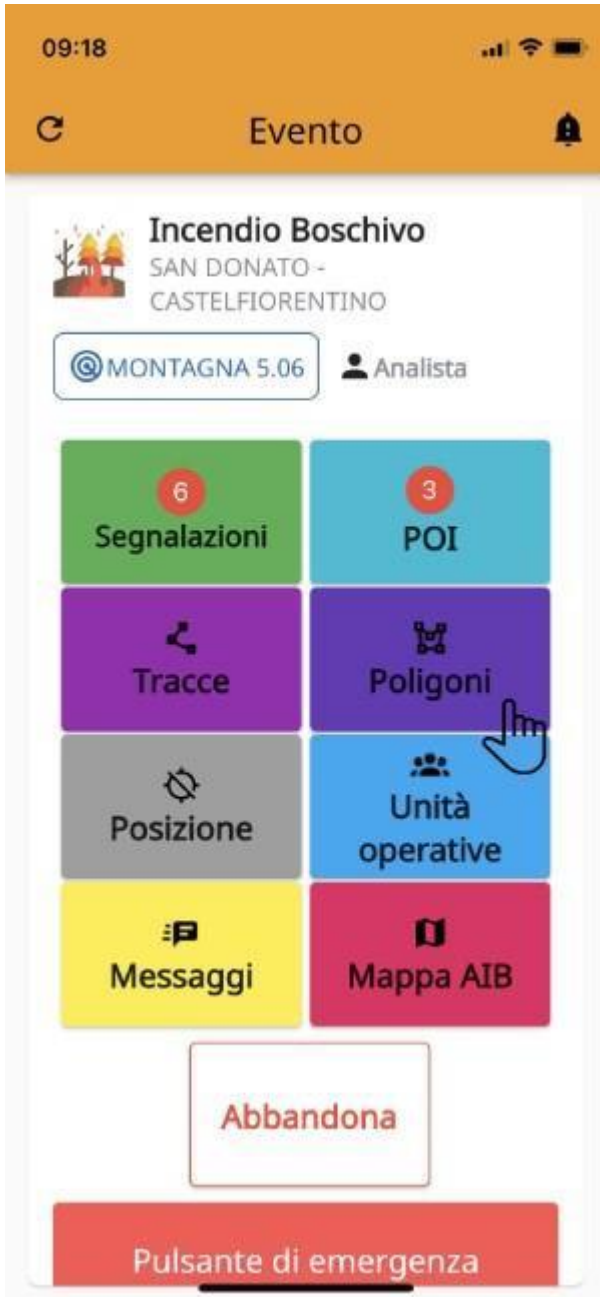 09:18
Evento
Incendio Boschivo
SAN DONATO -
CASTELFIORENTINO
MONTAGNA 5.06
Analista
6
Segnalazioni
3
POI
Tracce
Poligoni
Posizione
Unità
operative
Messaggi
Mappa AIB
Abbandona
Pulsante di emergenza